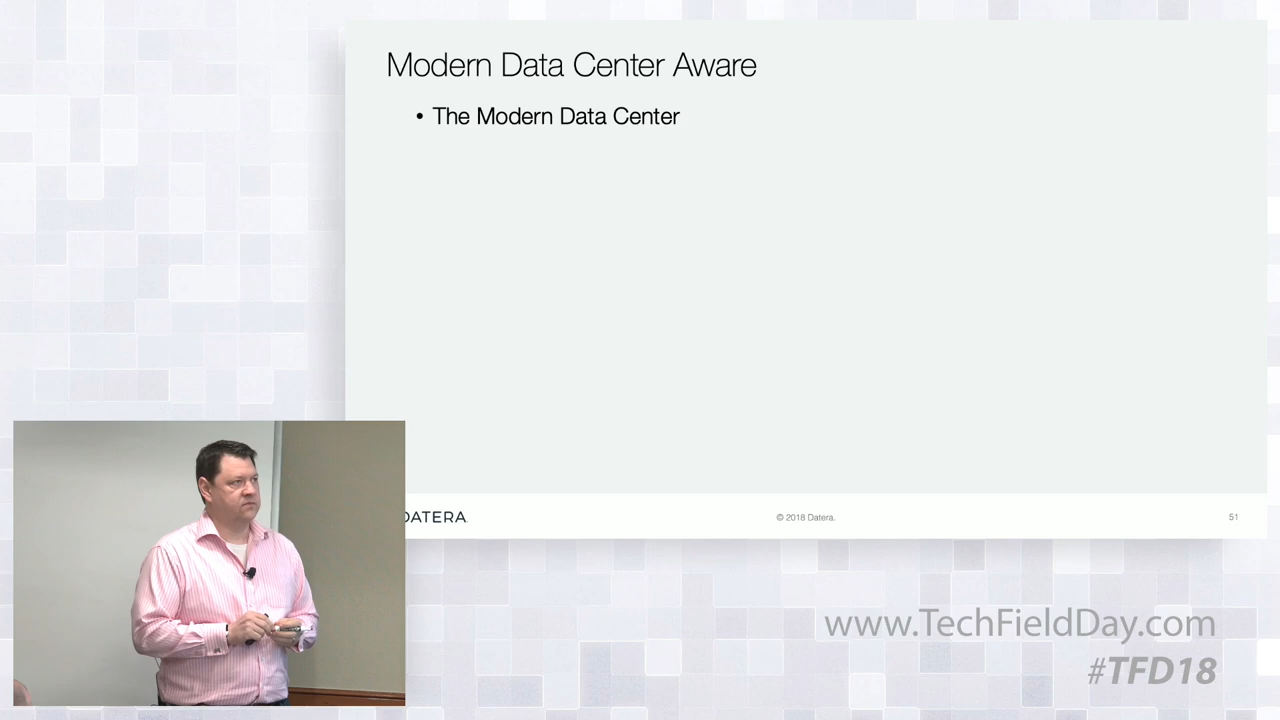 Modern Data Center Aware
• The Modern Data Center
DATERA
© 2018 Datera.
51
www.TechFieldDay.com
#TFD18